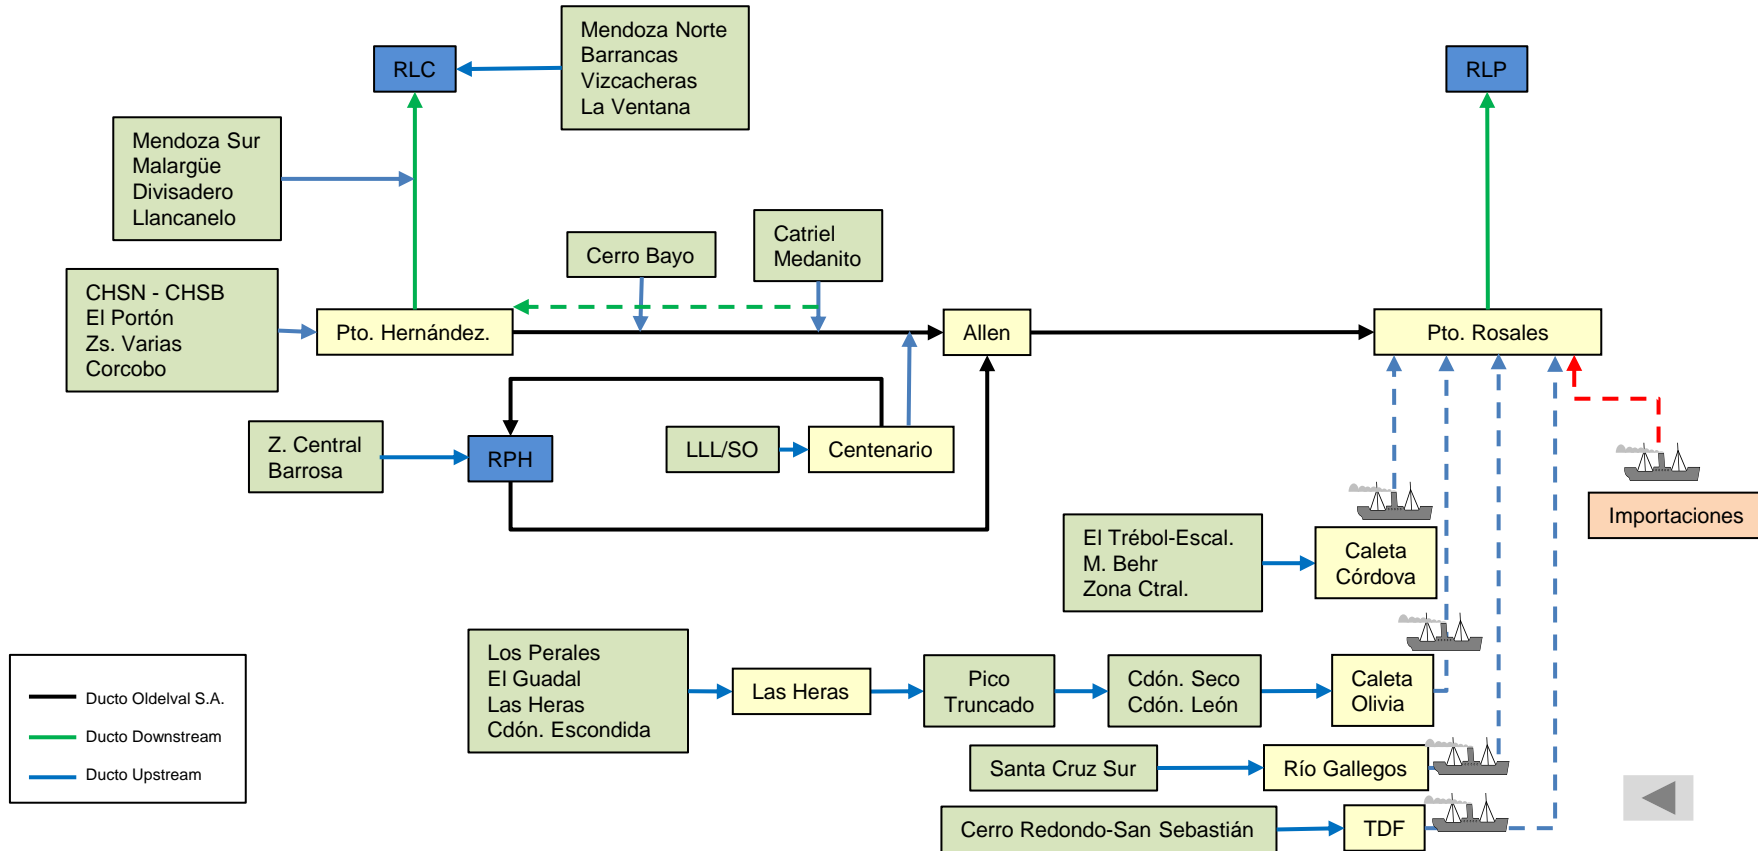 Mendoza Norte
Barrancas
Vizcacheras
La Ventana
RLC
RLP
Mendoza Sur
Malargüe
Divisadero
Llancanelo
Cerro Bayo
Catriel
Medanito
CHSN - CHSB
El Portón
Zs. Varias
Corcobo
Pto. Hernández.
Allen
Pto. Rosales
Z. Central
Barrosa
RPH
LLL/SO
Centenario
Importaciones
El Trébol-Escal.
M. Behr
Zona Ctral.
Caleta
Córdova
Los Perales
El Guadal
Las Heras
Cdón. Escondida
Las Heras
Pico
Truncado
Cdón. Seco
Cdón. León
Caleta
Olivia
Ducto Oldelval S.A.
Ducto Downstream
Ducto Upstream
Santa Cruz Sur
Río Gallegos
Cerro Redondo-San Sebastián
TDF